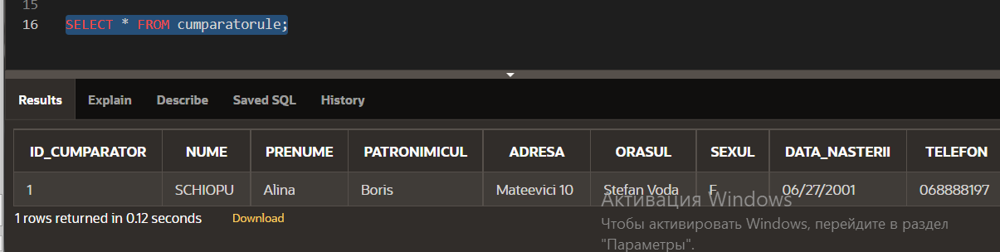 15
16 SELECT * FROM cumparatorule;
Results Explain Describe Saved SQL History
ID_CUMPARATOR NUME PRENUME PATRONIMICUL ADRESA ORASUL SEXUL DATA_NASTERII TELEFON
1 SCHIOPU Alina Boris Mateevici 10 Stefan Voda F 06/27/2001 068888197
1 rows returned in 0.12 seconds Download
Активация Windows
Чтобы активировать Windows, перейдите в раздел
"Параметры".